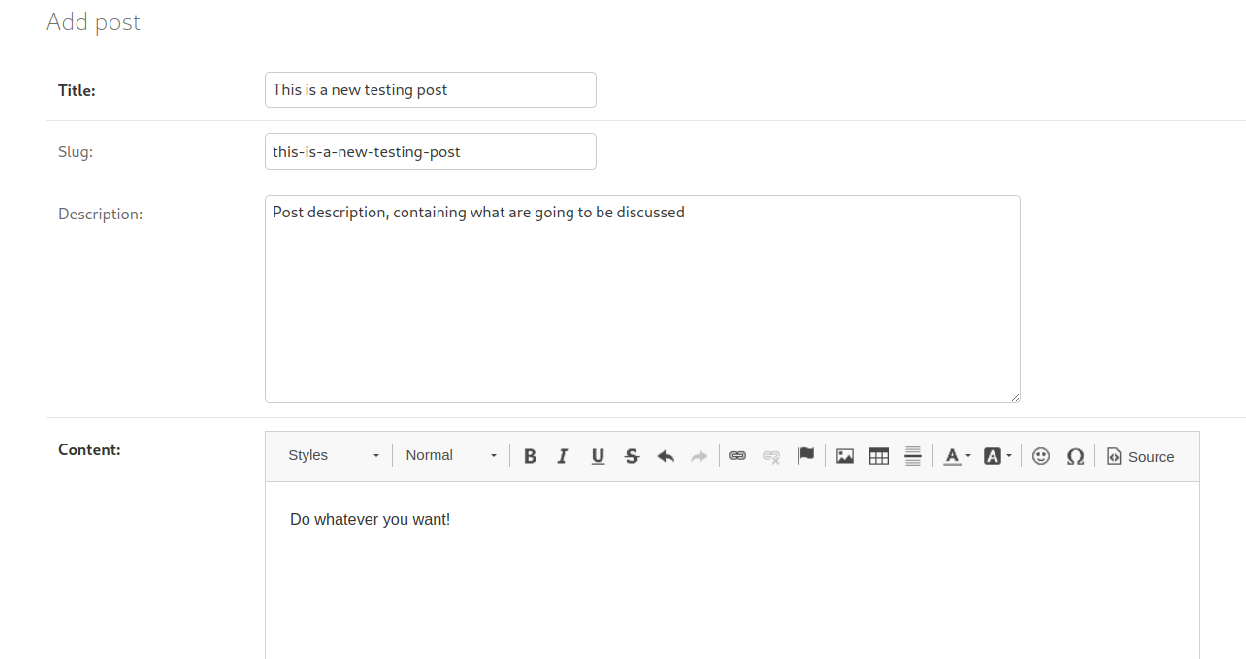 Add post
Title:
This is a new testing post
Slug:
this-is-a-new-testing-post
Description:
Post description, containing what are going to be discussed
Content:
Styles Normal B I U S A A Ω Source
Do whatever you want!